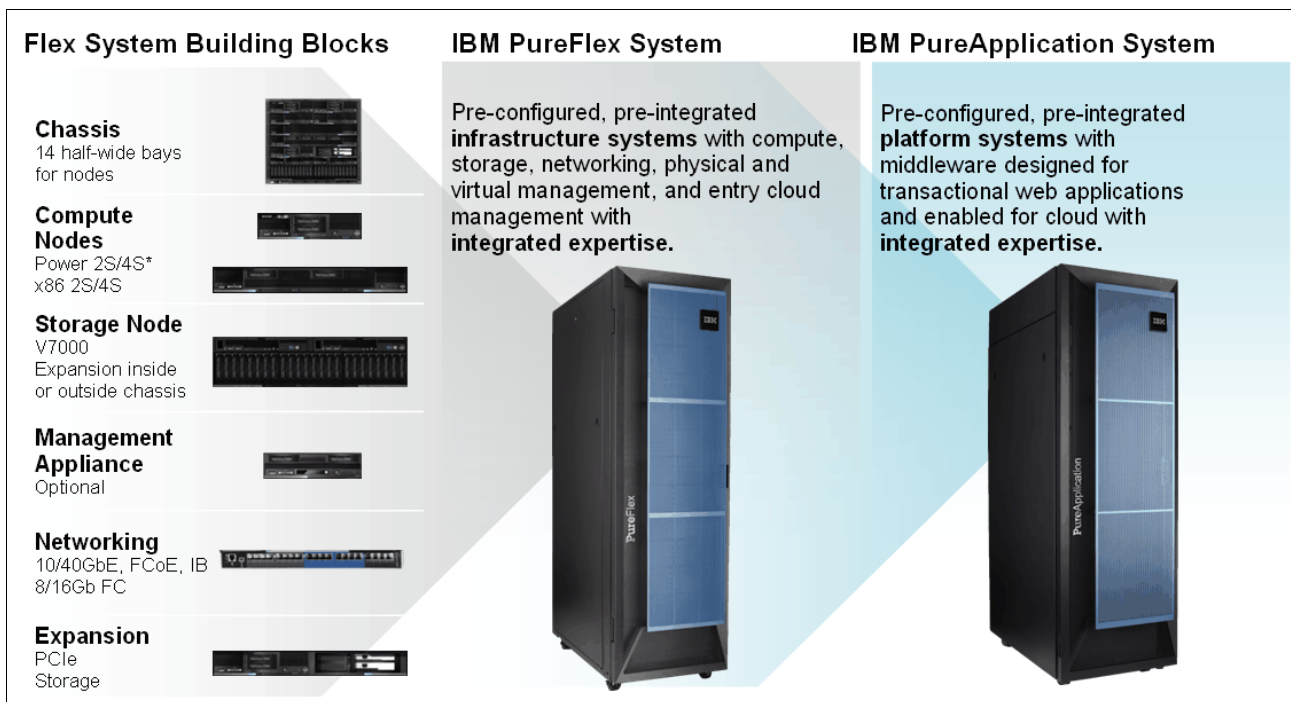 Flex System Building Blocks
Chassis
14 half-wide bays
for nodes
Compute
Nodes
Power 2S/4S*
x86 2S/4S
Storage Node
V7000
Expansion inside
or outside chassis
Management
Appliance
Optional
Networking
10/40GbE, FCoE, IB
8/16Gb FC
Expansion
PCIe
Storage
IBM PureFlex System
Pre-configured, pre-integrated
infrastructure systems with compute,
storage, networking, physical and
virtual management, and entry cloud
management with
integrated expertise.
IBM
PureFlex
IBM PureApplication System
Pre-configured, pre-integrated
platform systems with
middleware designed for
transactional web applications
and enabled for cloud with
integrated expertise.
IBM
PureApplication